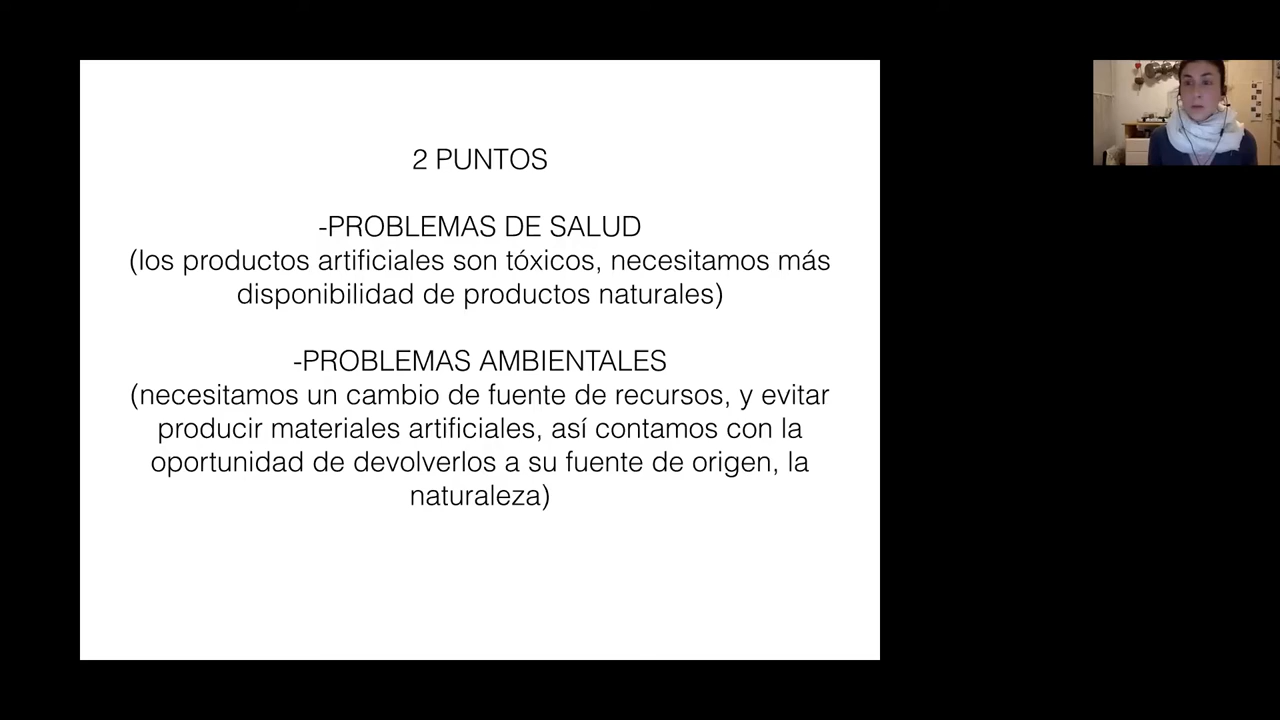 2 PUNTOS
-PROBLEMAS DE SALUD
(los productos artificiales son tóxicos, necesitamos más
disponibilidad de productos naturales)
-PROBLEMAS AMBIENTALES
(necesitamos un cambio de fuente de recursos, y evitar
producir materiales artificiales, así contamos con la
oportunidad de devolverlos a su fuente de origen, la
naturaleza)